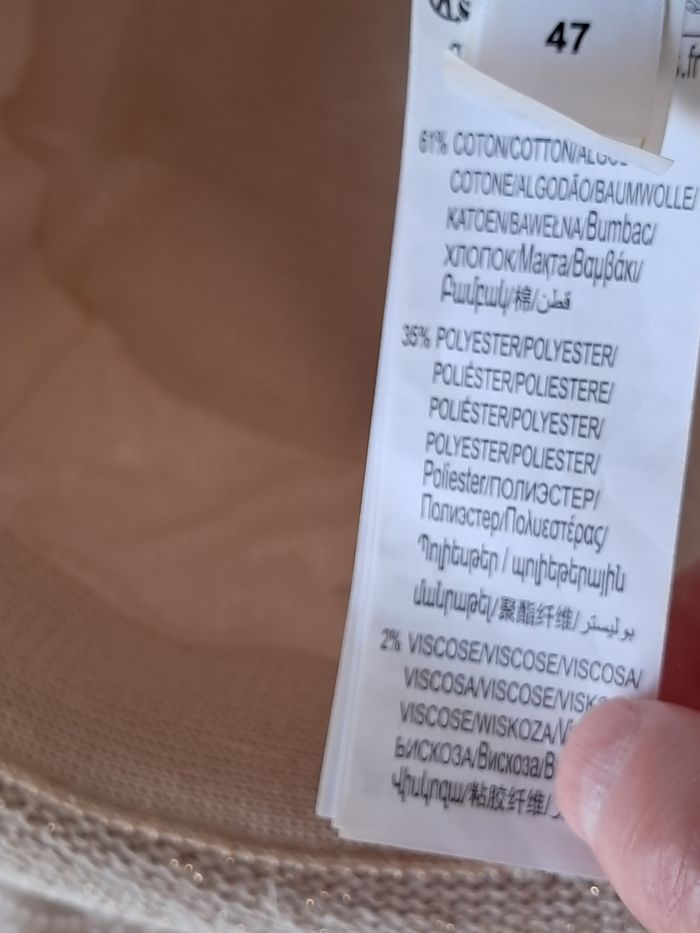 47
61% COTON/COTTON/
COTONE/ALGODÃO/BAUMWOLLE/
KATOEN/BAWEŁNA/Bumbac/
ХЛОПОК/Мақта/Βαμβάκι/
Բամբակ/棉/قطن
35% POLYESTER/POLYESTER/
POLIÉSTER/POLIESTERE/
POLIÉSTER/POLYESTER/
POLYESTER/POLIESTER/
Poliester/ПОЛИЭСТЕР/
Полиэстер/Πολυεστέρας/
Պոլիեսթեր / պոլիեթերային
մանրաթել/聚酯纤维/بوليستر
2% VISCOSE/VISCOSE/VISCOSA/
VISCOSA/VISCOSE/
VISCOSE/WISKOZA/
ВИСКОЗА/Вискоза/
Վիսկոզա/粘胶纤维/